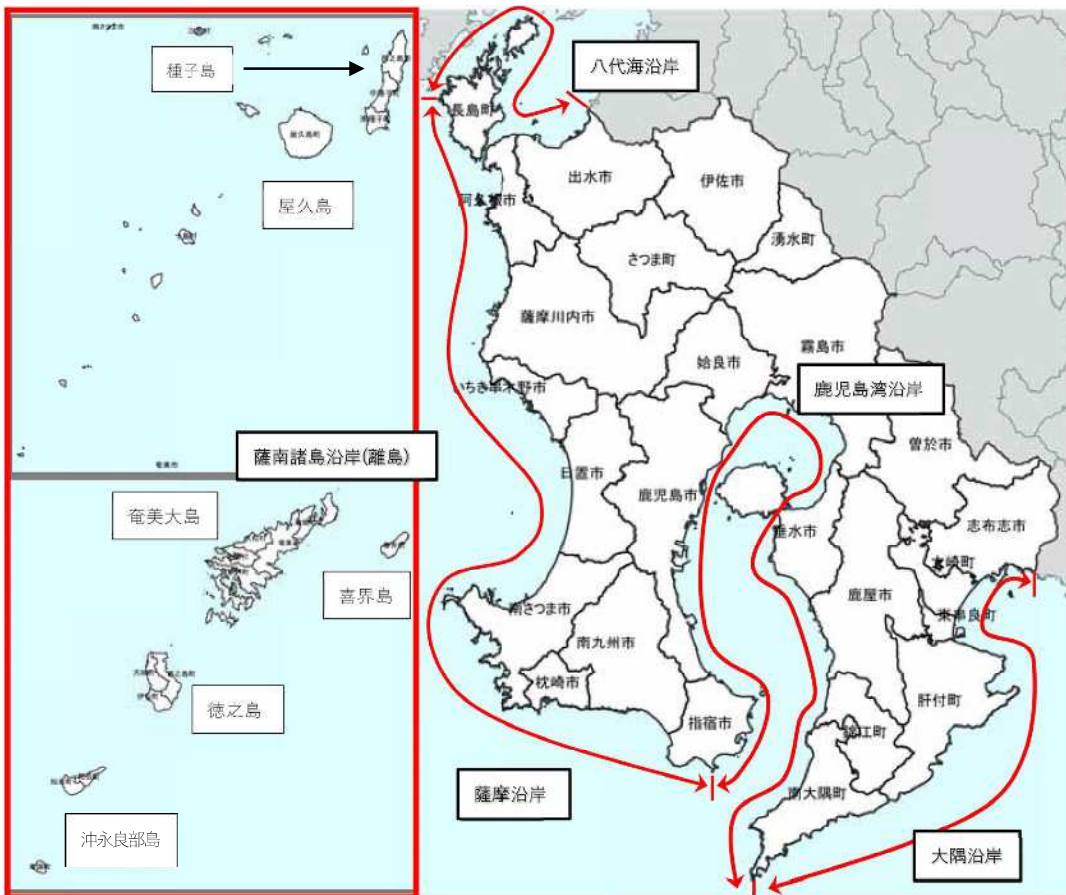 種子島
屋久島町
屋久島
薩南諸島沿岸(離島)
奄美市
奄美大島
喜界島
徳之島
沖永良部島
八代海沿岸
長島町
出水市
伊佐市
阿久根市
湧水町
さつま町
薩摩川内市
霧島市
姶良市
いちき串木野市
鹿児島湾沿岸
曽於市
日置市
鹿児島市
志布志市
垂水市
大崎町
鹿屋市
東串良町
南さつま市
南九州市
枕崎市
肝付町
指宿市
錦江町
南大隅町
薩摩沿岸
大隅沿岸